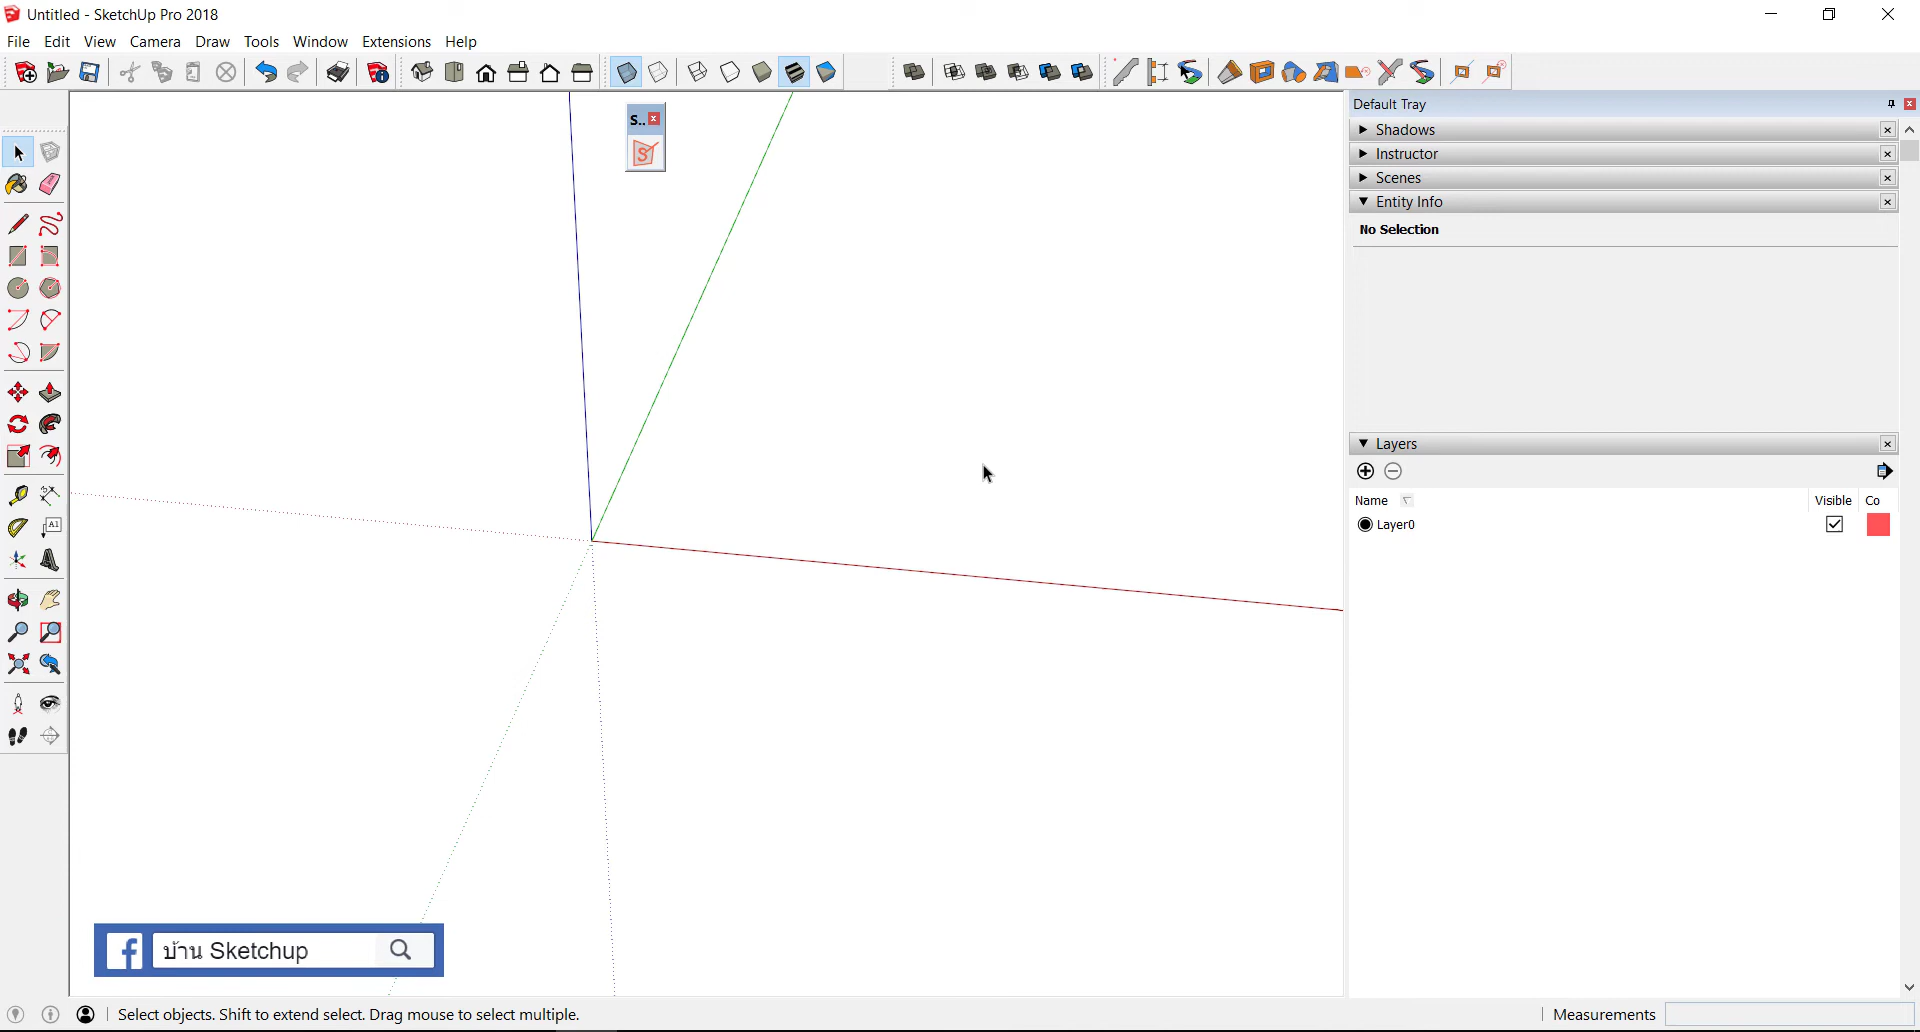 Untitled - SketchUp Pro 2018
File Edit View Camera Draw Tools Window Extensions Help
S..
S
Default Tray
Shadows
Instructor
Scenes
Entity Info
No Selection
Layers
Name Visible Co
Layer0
A1
บ้าน Sketchup
Select objects. Shift to extend select. Drag mouse to select multiple.
Measurements